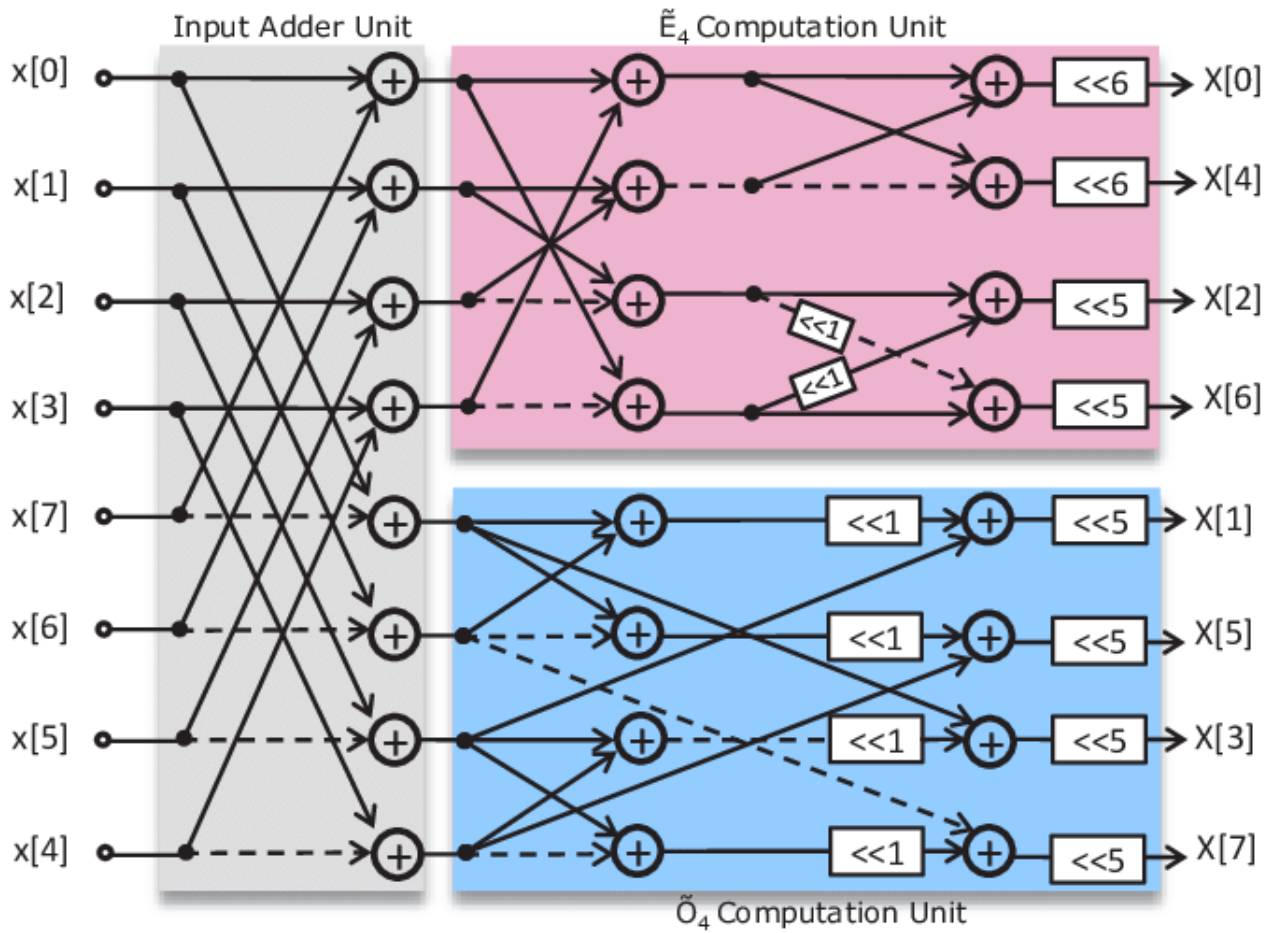 Input Adder Unit
Ẽ₄ Computation Unit
x[0]
+
+
+
<<6
X[0]
x[1]
+
+
+
<<6
X[4]
x[2]
+
+
<<1
+
<<5
X[2]
x[3]
+
+
<<1
+
<<5
X[6]
x[7]
+
+
<<1
+
<<5
X[1]
x[6]
+
+
<<1
+
<<5
X[5]
x[5]
+
+
<<1
+
<<5
X[3]
x[4]
+
+
<<1
+
<<5
X[7]
Õ₄ Computation Unit